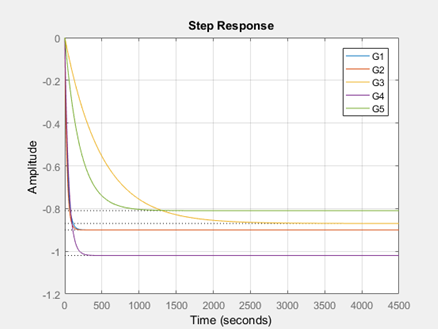 Step Response
0
-0.2
-0.4
-0.6
-0.8
-1
-1.2
Amplitude
G1
G2
G3
G4
G5
0 500 1000 1500 2000 2500 3000 3500 4000 4500
Time (seconds)